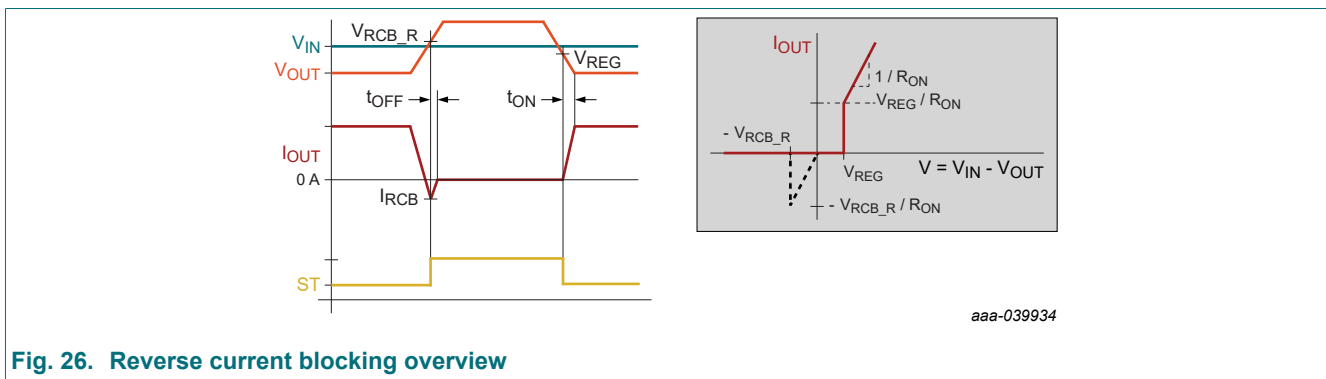 VRCB_R
VIN
VOUT
VREG
tOFF
tON
IOUT
0 A
IRCB
ST
IOUT
1 / RON
VREG / RON
- VRCB_R
VREG
V = VIN - VOUT
- VRCB_R / RON
aaa-039934
Fig. 26. Reverse current blocking overview